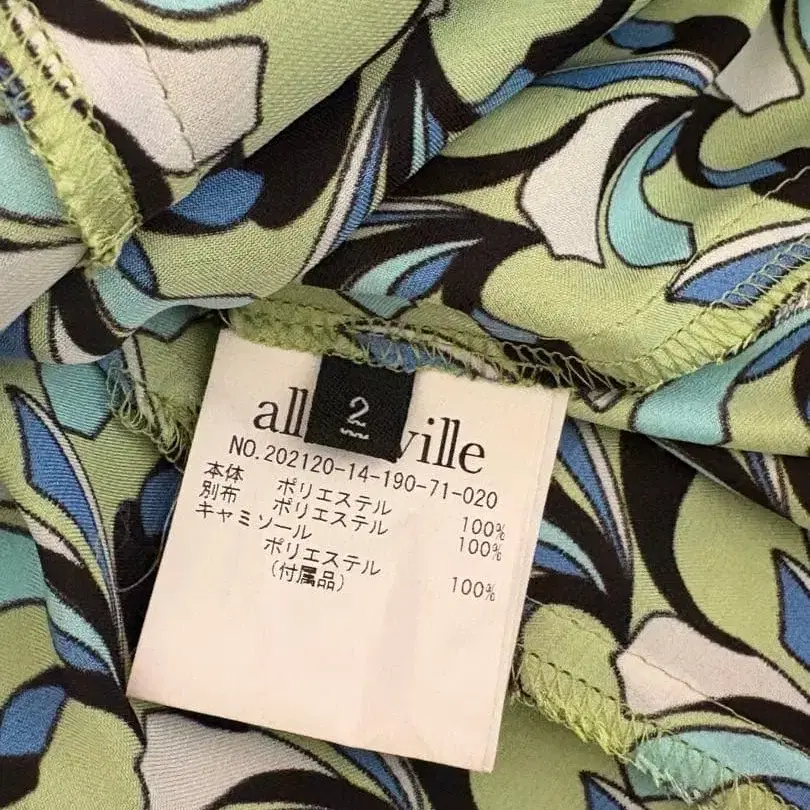 2
all ville
NO.202120-14-190-71-020
本体 ポリエステル 100%
別布 ポリエステル 100%
キャミソール
ポリエステル 100%
(付属品)